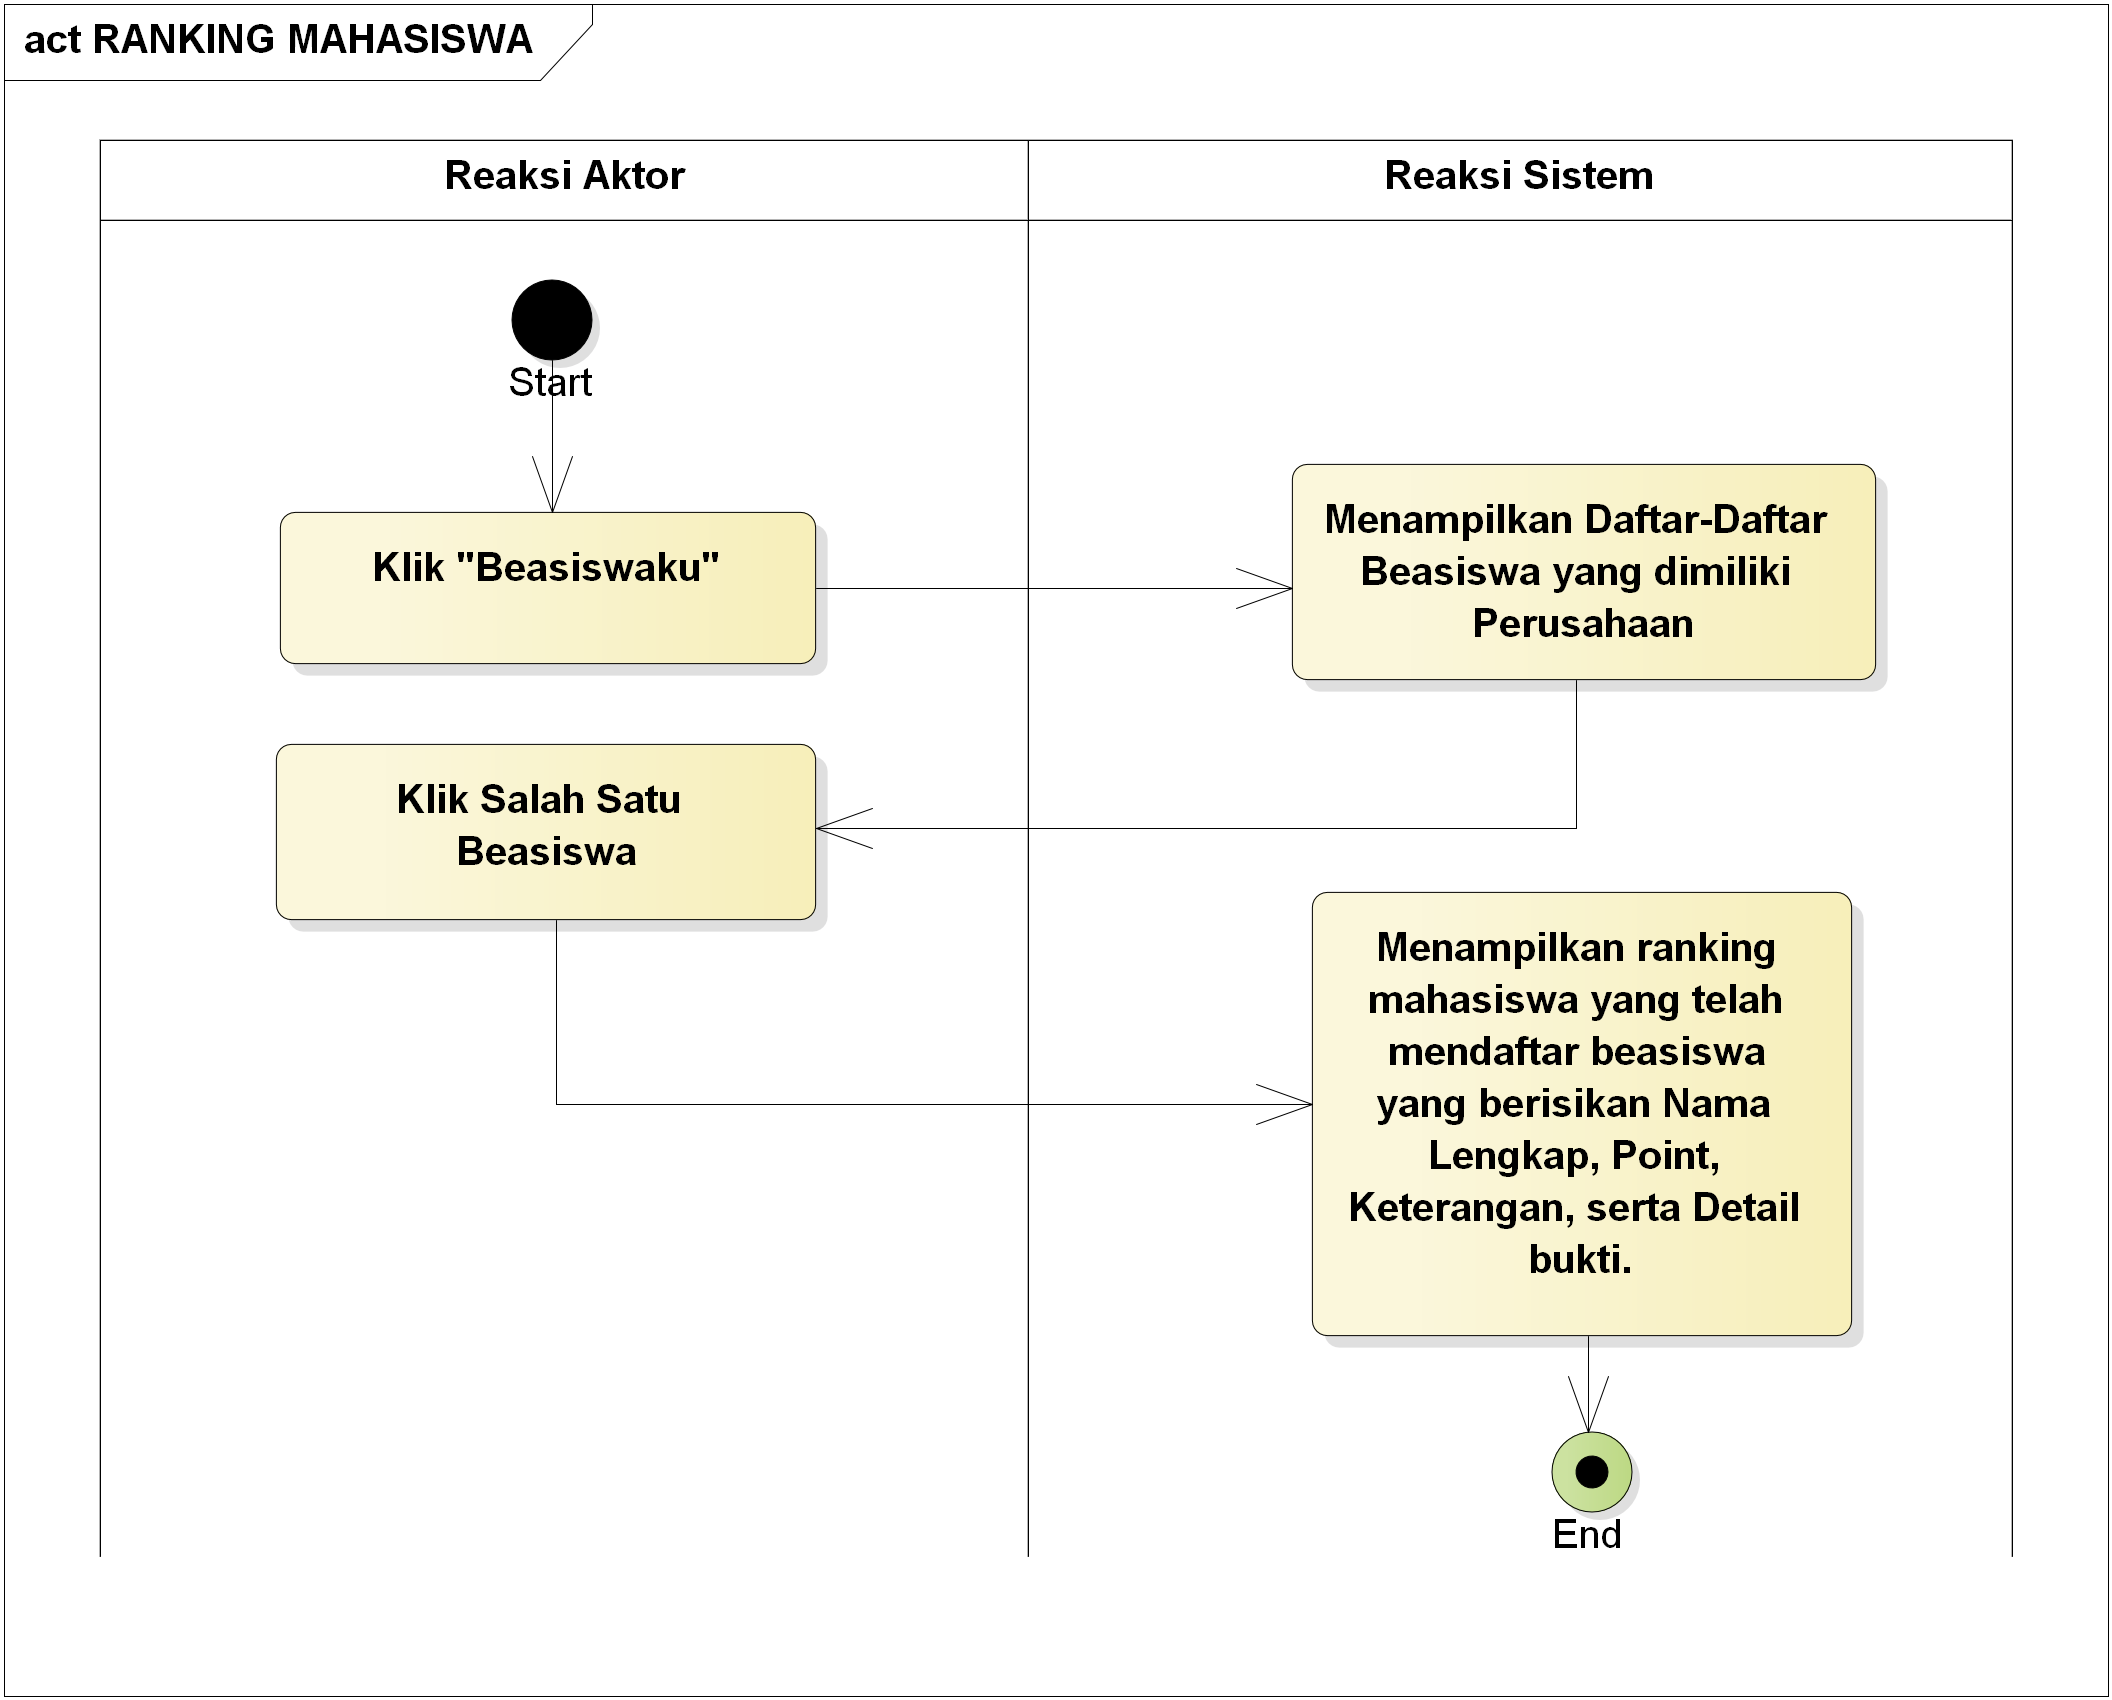 act RANKING MAHASISWA
Reaksi Aktor
Reaksi Sistem
Start
Klik "Beasiswaku"
Menampilkan Daftar-Daftar
Beasiswa yang dimiliki
Perusahaan
Klik Salah Satu
Beasiswa
Menampilkan ranking
mahasiswa yang telah
mendaftar beasiswa
yang berisikan Nama
Lengkap, Point,
Keterangan, serta Detail
bukti.
End